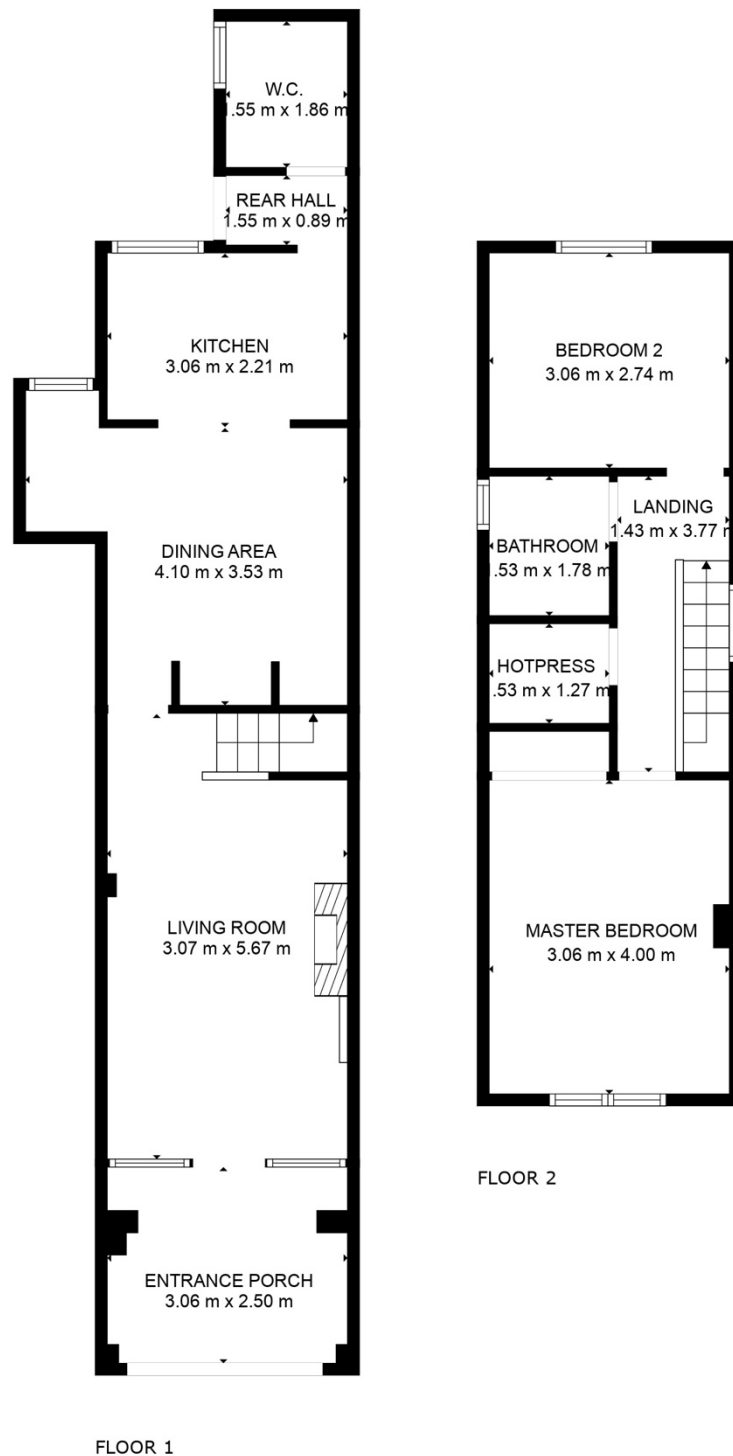 W.C.
1.55 m x 1.86 m
REAR HALL
1.55 m x 0.89 m
KITCHEN
3.06 m x 2.21 m
DINING AREA
4.10 m x 3.53 m
LIVING ROOM
3.07 m x 5.67 m
ENTRANCE PORCH
3.06 m x 2.50 m
FLOOR 1
BEDROOM 2
3.06 m x 2.74 m
LANDING
1.43 m x 3.77 m
BATHROOM
1.53 m x 1.78 m
HOTPRESS
1.53 m x 1.27 m
MASTER BEDROOM
3.06 m x 4.00 m
FLOOR 2